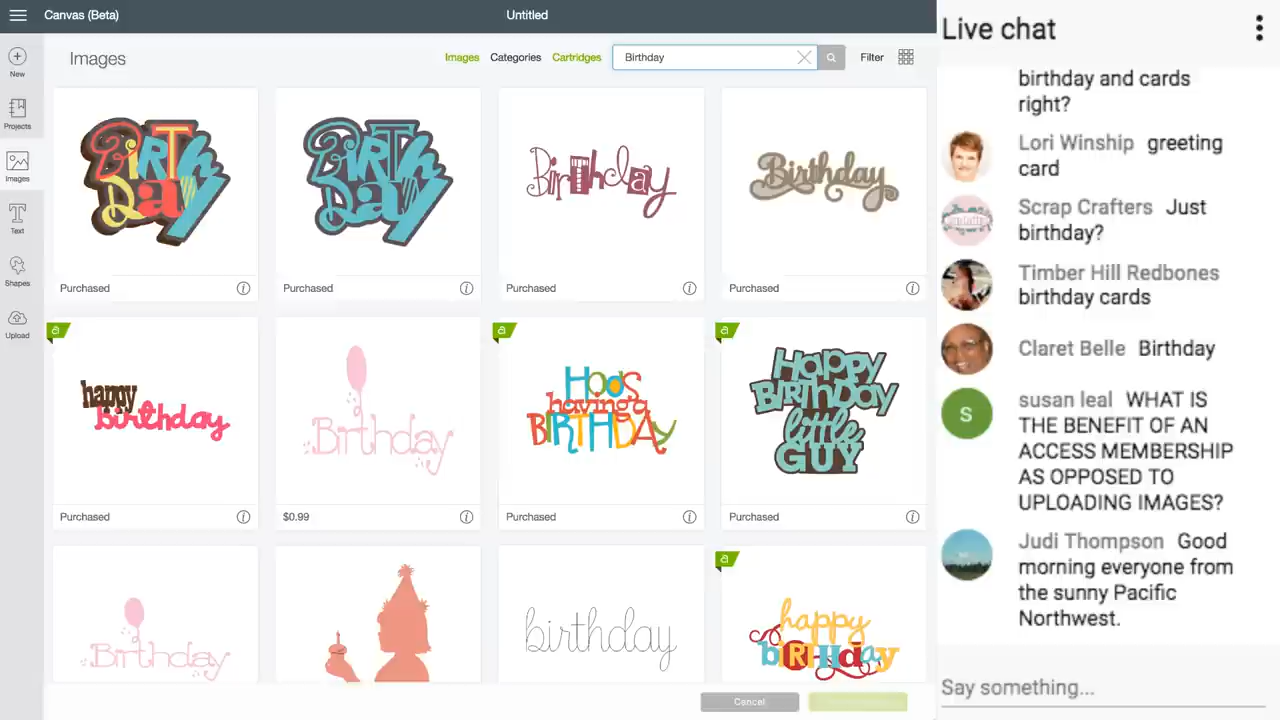 Canvas (Beta)
Untitled
Live chat
New
Projects
Images
Text
Shapes
Upload
Images
Images Categories Cartridges
Birthday
Filter
BIRTHDay
BIRTHDay
Birthday
Birthday
Purchased
Purchased
Purchased
Purchased
happy birthday
Birthday
birthday
HAPPY
BIRTHDAY
little
GUY
Purchased
$0.99
Purchased
Purchased
Birthday
birthday
happy
biRtHday
Cancel
birthday and cards
right?
Lori Winship greeting
card
Scrap Crafters Just
birthday?
Timber Hill Redbones
birthday cards
Claret Belle Birthday
S
susan leal WHAT IS
THE BENEFIT OF AN
ACCESS MEMBERSHIP
AS OPPOSED TO
UPLOADING IMAGES?
Judi Thompson Good
morning everyone from
the sunny Pacific
Northwest.
Say something...